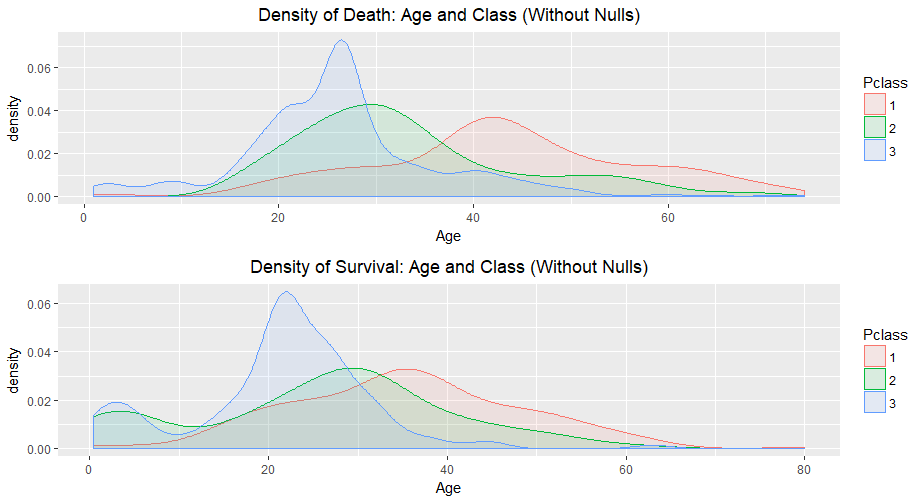 Density of Death: Age and Class (Without Nulls)
0.06
0.04
0.02
0.00
density
0 20 40 60
Age
Pclass
1
2
3
Density of Survival: Age and Class (Without Nulls)
0.06
0.04
0.02
0.00
density
0 20 40 60 80
Age
Pclass
1
2
3